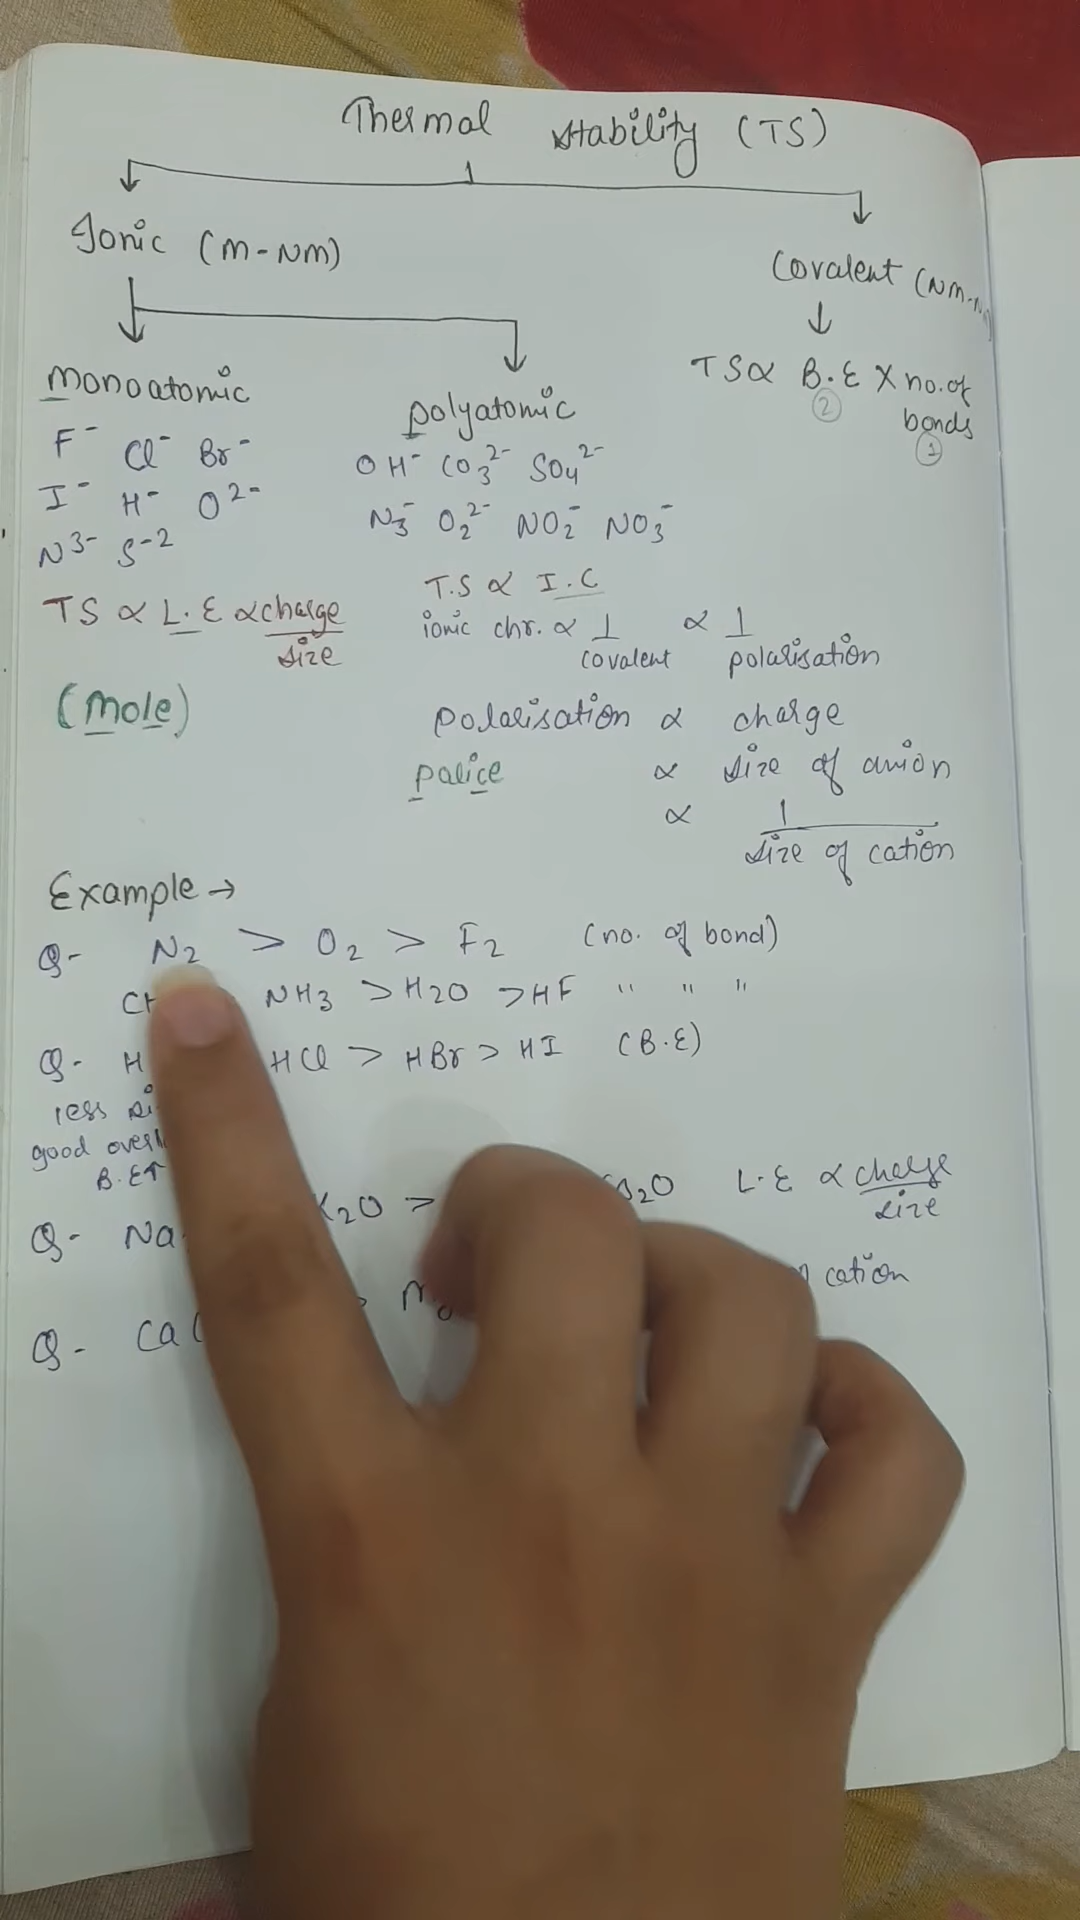 Thermal stability (TS)
Ionic (M-NM)
Covalent (NM-
monoatomic
F⁻ Cl⁻ Br⁻
I⁻ H⁻ O²⁻
N³⁻ S⁻²
TS ∝ L.E ∝ charge
size
(mole)
polyatomic
OH⁻ CO₃²⁻ SO₄²⁻
N₃⁻ O₂²⁻ NO₂⁻ NO₃⁻
T.S ∝ I.C
ionic chr. ∝ 1 ∝ 1
covalent polarisation
polarisation ∝ charge
palice ∝ size of anion
∝ 1
size of cation
TS ∝ B.E X no. of
② bonds
①
Example →
Q- N₂ > O₂ > F₂ (no. of bond)
NH₃ > H₂O > HF " " "
Q- H HCl > HBr > HI (B.E)
less
good
B.E↑
Q- Na K₂O > L.E ∝ charge
size
cation
Q- Ca